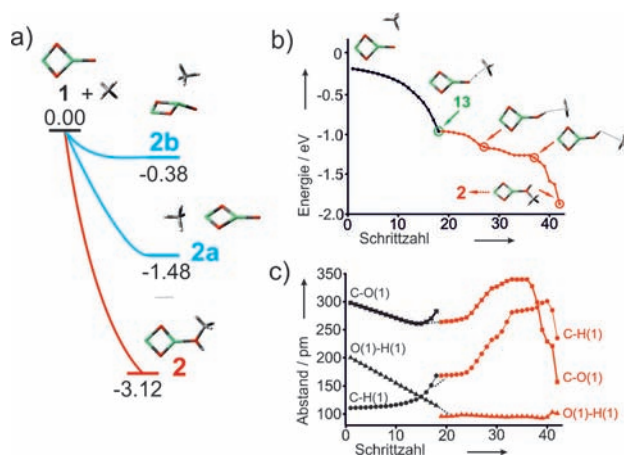 a)
1 +
0.00
2b
-0.38
2a
-1.48
2
-3.12
b)
Energie / eV
0
-0.5
-1.0
-1.5
-2.0
13
2
0 10 20 30 40
Schrittzahl
c)
Abstand / pm
350
300
250
200
150
100
C-O(1)
O(1)-H(1)
C-H(1)
C-H(1)
C-O(1)
O(1)-H(1)
0 10 20 30 40
Schrittzahl